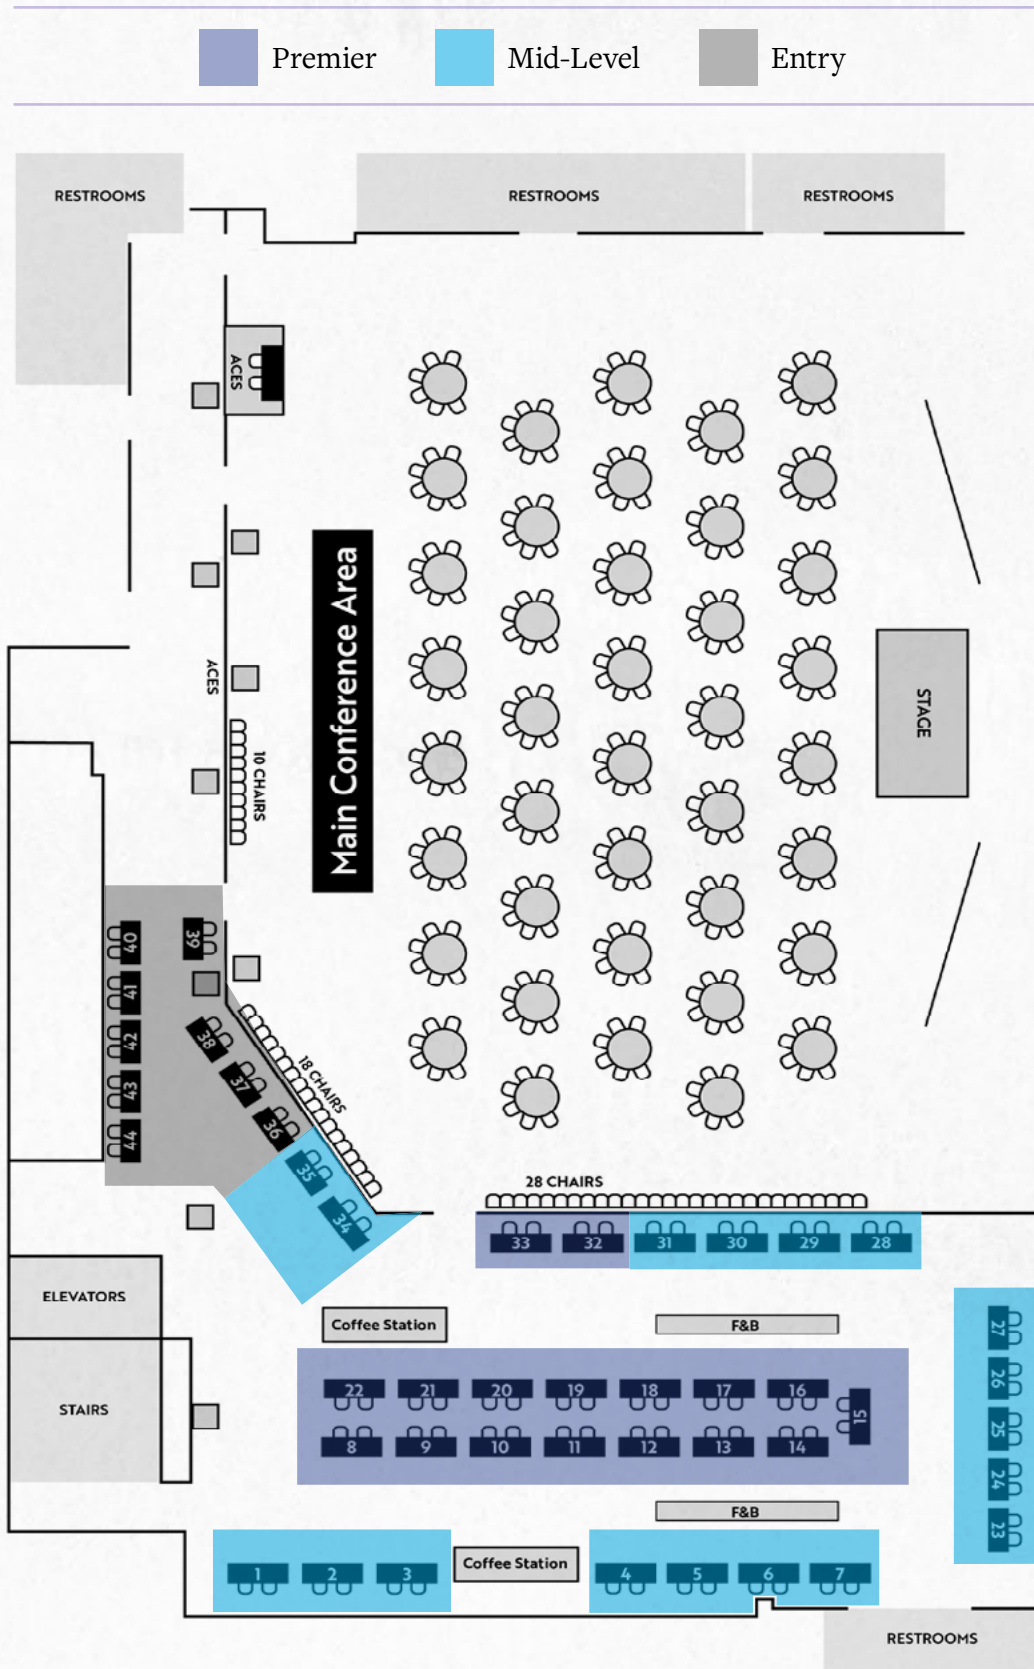 Premier
Mid-Level
Entry
RESTROOMS
RESTROOMS
RESTROOMS
ACES
Main Conference Area
ACES
10 CHAIRS
STAGE
40
39
41
42
38
43
37
44
36
18 CHAIRS
35
34
28 CHAIRS
33
32
31
30
29
28
ELEVATORS
Coffee Station
F&B
27
26
25
24
23
STAIRS
22
21
20
19
18
17
16
15
8
9
10
11
12
13
14
F&B
1
2
3
Coffee Station
4
5
6
7
RESTROOMS